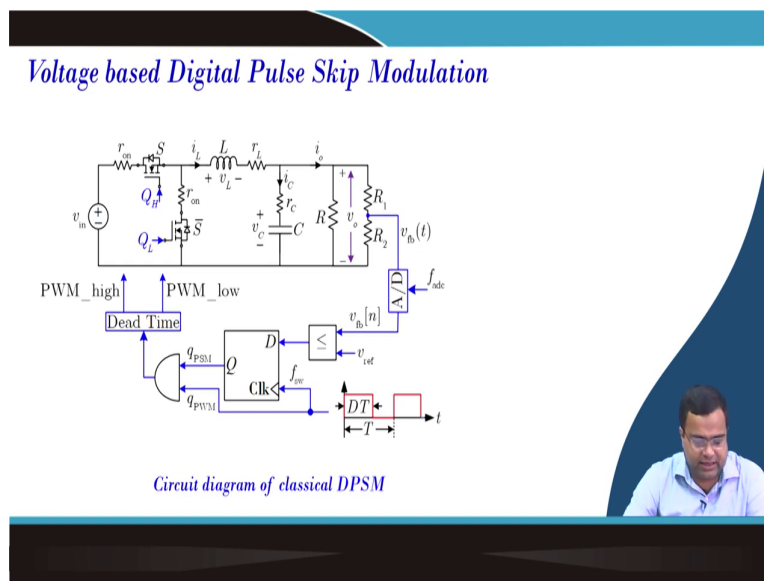 Voltage based Digital Pulse Skip Modulation
r_on S i_L L r_L i_o
+ v_L − i_C +
Q_H r_on r_C R_1
v_in + − S̅ + v_C − C R v_o R_2 v_fb(t)
Q_L −
PWM_high PWM_low A/D f_adc
Dead Time v_fb[n]
D ≤ v_ref
q_PSM Q
Clk f_sw
q_PWM DT
T t
Circuit diagram of classical DPSM